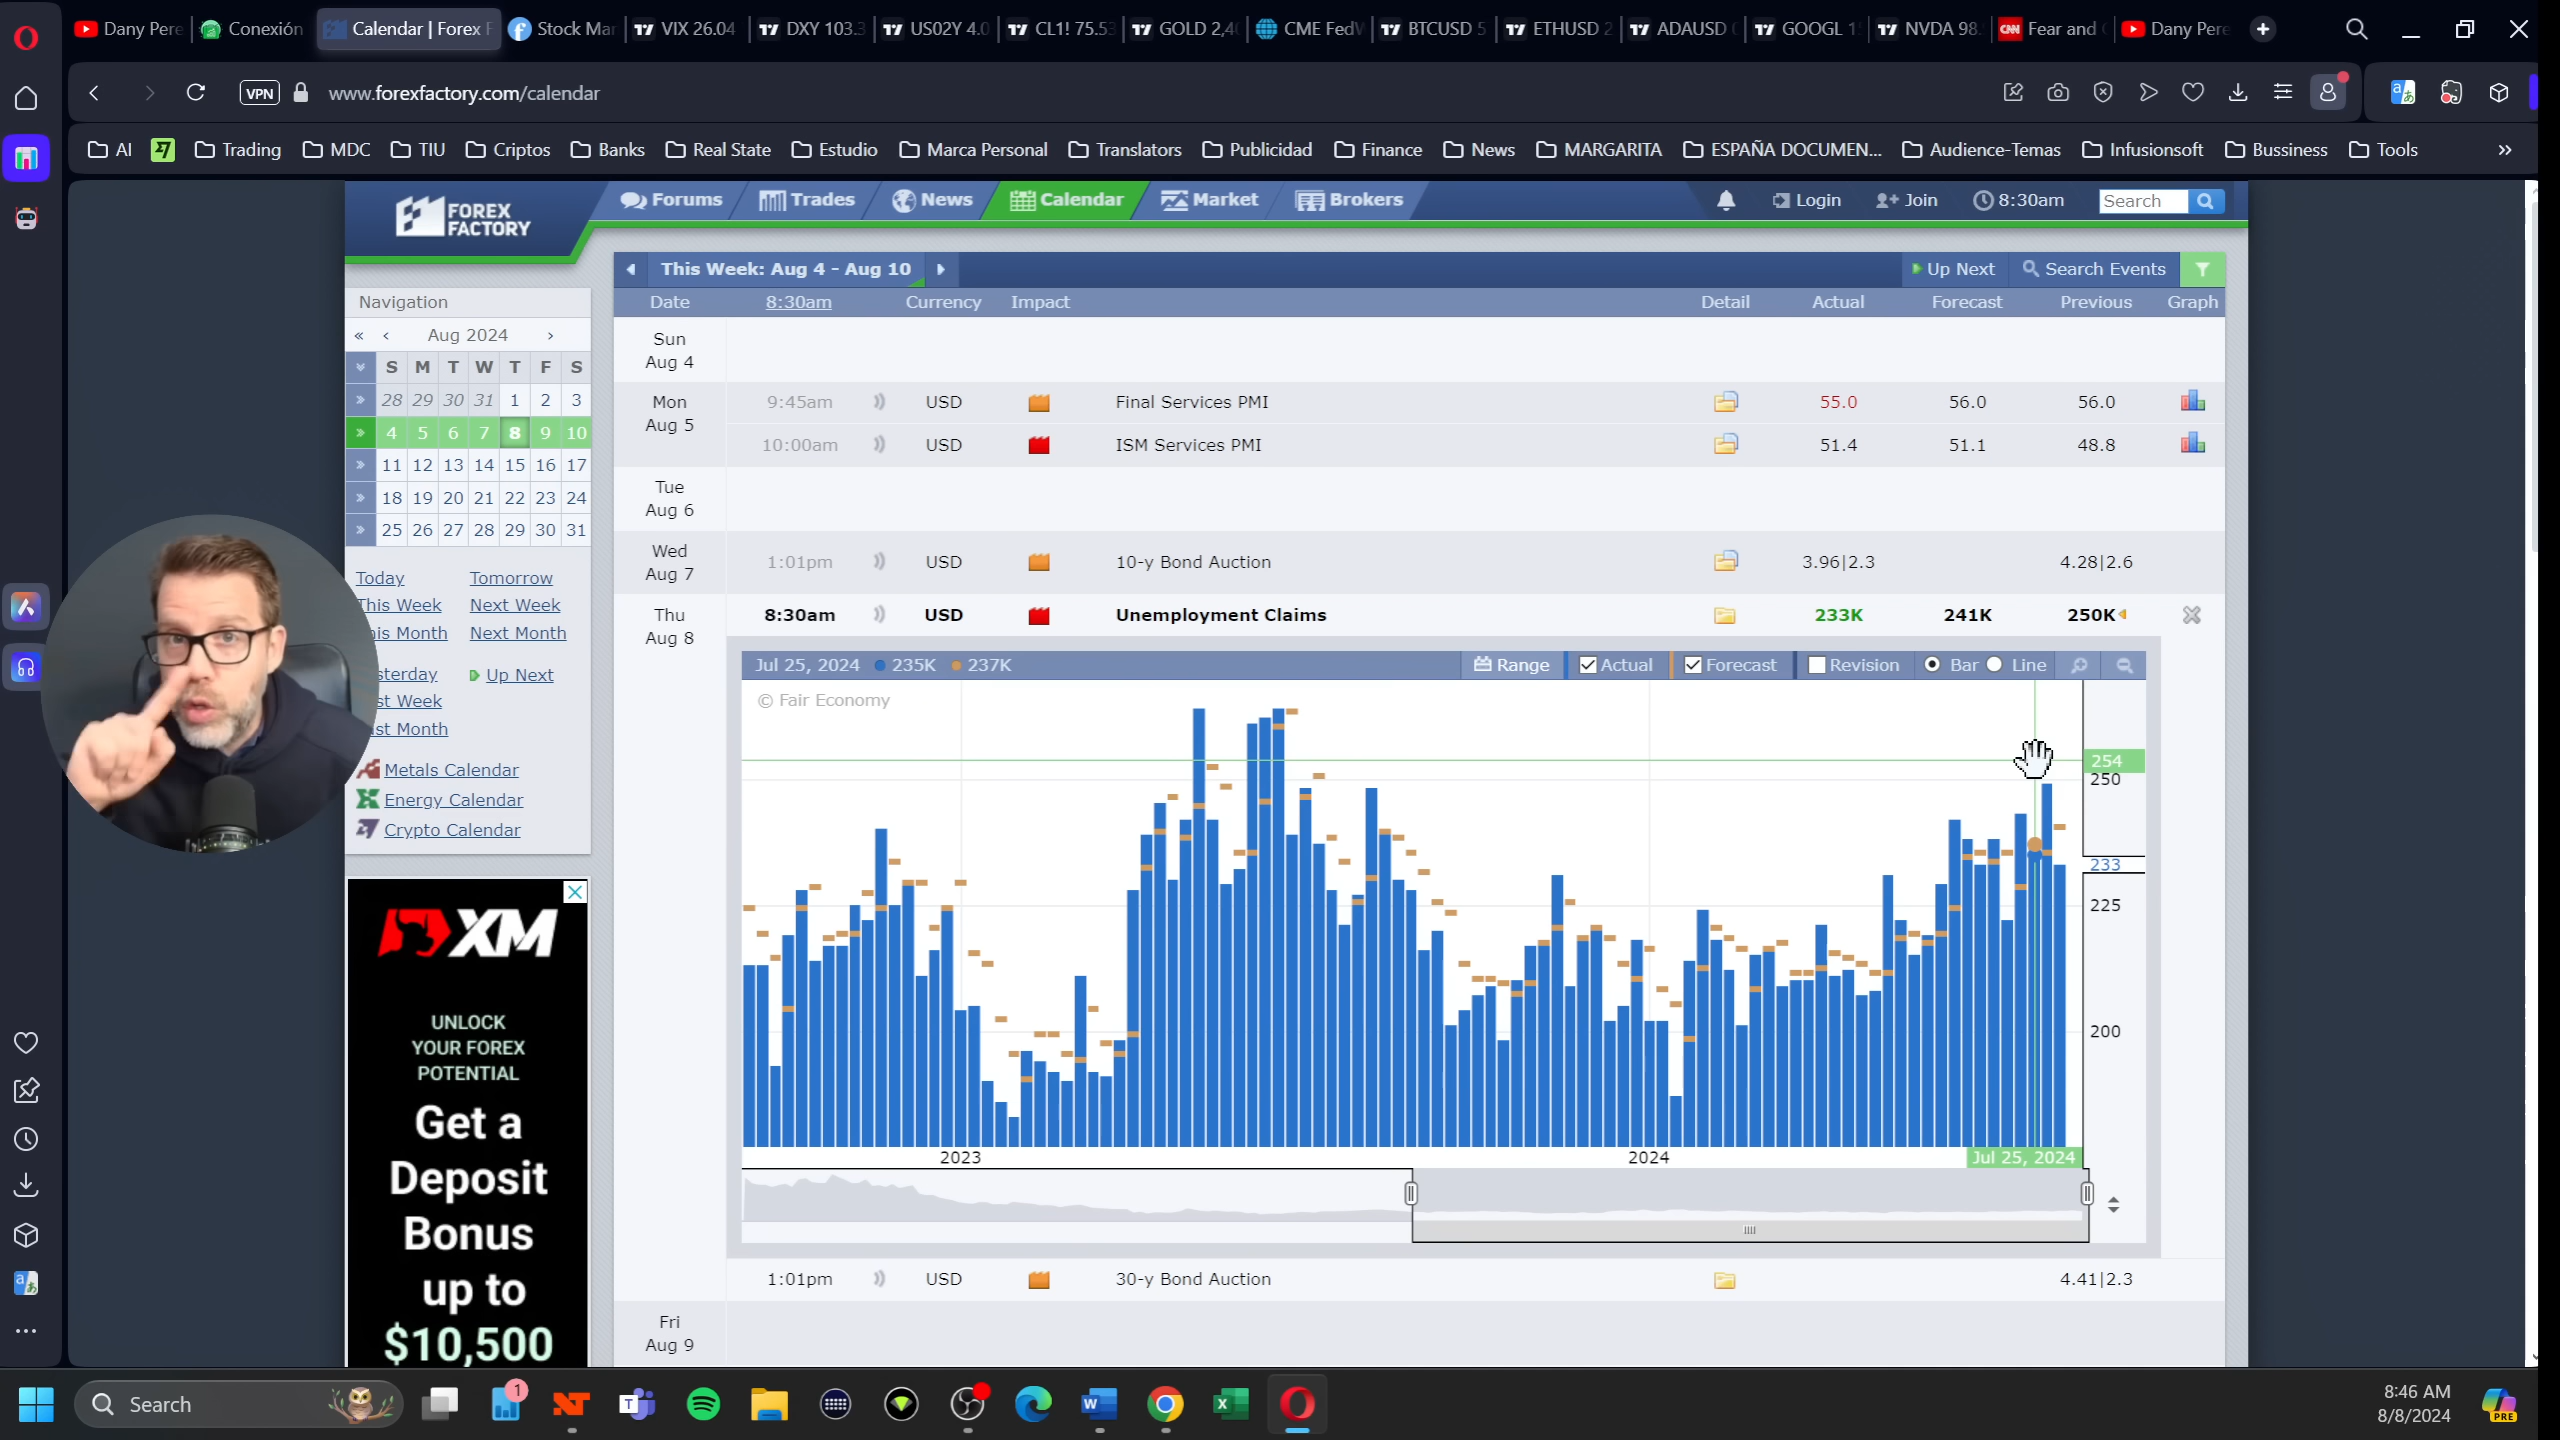 Dany Pere
Conexión
Calendar | Forex F
Stock Mar
VIX 26.04
DXY 103.3
US02Y 4.0
CL1! 75.53
GOLD 2,4
CME Fed
BTCUSD 5
ETHUSD 2
ADAUSD
GOOGL 1
NVDA 98.
CNN Fear and
Dany Pere
VPN www.forexfactory.com/calendar
AI
Trading
MDC
TIU
Criptos
Banks
Real State
Estudio
Marca Personal
Translators
Publicidad
Finance
News
MARGARITA
ESPAÑA DOCUMEN...
Audience-Temas
Infusionsoft
Bussiness
Tools
»
FOREX FACTORY
Forums Trades News Calendar Market Brokers
Login Join 8:30am Search
Navigation
« ‹ Aug 2024 ›
S M T W T F S
28 29 30 31 1 2 3
4 5 6 7 8 9 10
11 12 13 14 15 16 17
18 19 20 21 22 23 24
25 26 27 28 29 30 31
Today Tomorrow
This Week Next Week
his Month Next Month
sterday Up Next
st Week
st Month
Metals Calendar
Energy Calendar
Crypto Calendar
XM
UNLOCK
YOUR FOREX
POTENTIAL
Get a
Deposit
Bonus
up to
$10,500
This Week: Aug 4 - Aug 10 Up Next Search Events
Date 8:30am Currency Impact Detail Actual Forecast Previous Graph
Sun
Aug 4
Mon
Aug 5
9:45am USD Final Services PMI 55.0 56.0 56.0
10:00am USD ISM Services PMI 51.4 51.1 48.8
Tue
Aug 6
Wed
Aug 7
1:01pm USD 10-y Bond Auction 3.96|2.3 4.28|2.6
Thu
Aug 8
8:30am USD Unemployment Claims 233K 241K 250K
Jul 25, 2024 235K 237K Range Actual Forecast Revision Bar Line
© Fair Economy
254
250
233
225
200
2023 2024 Jul 25, 2024
1:01pm USD 30-y Bond Auction 4.41|2.3
Fri
Aug 9
Search
1
8:46 AM
8/8/2024
PRE